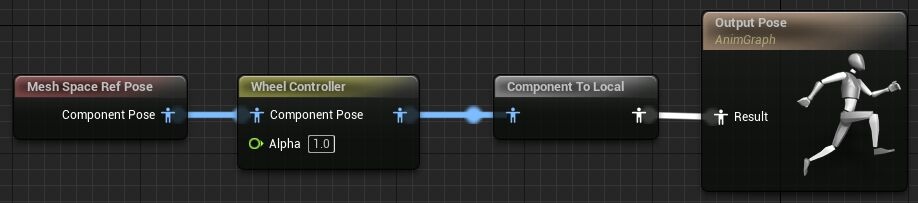 Mesh Space Ref Pose
Component Pose
Wheel Controller
Component Pose
Alpha 1.0
Component To Local
Output Pose
AnimGraph
Result